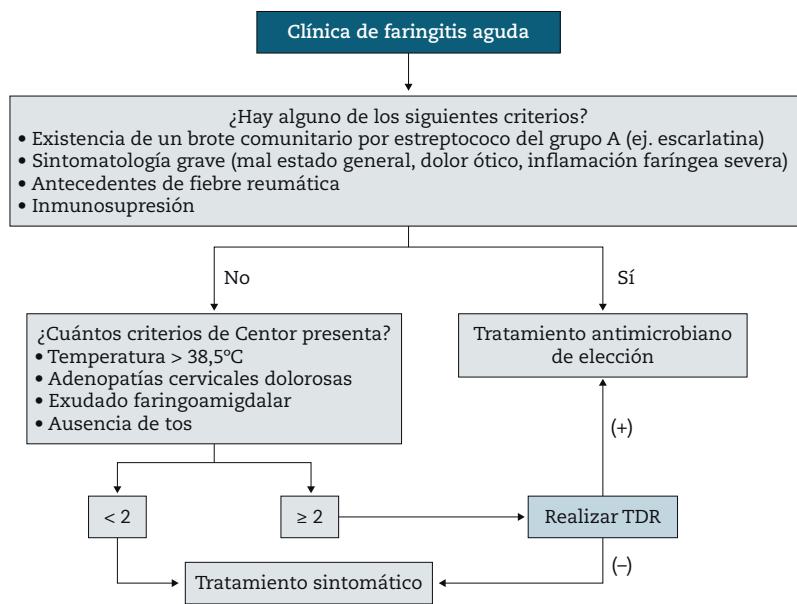 Clínica de faringitis aguda
¿Hay alguno de los siguientes criterios?
• Existencia de un brote comunitario por estreptococo del grupo A (ej. escarlatina)
• Sintomatología grave (mal estado general, dolor ótico, inflamación faríngea severa)
• Antecedentes de fiebre reumática
• Inmunosupresión
No
Sí
¿Cuántos criterios de Centor presenta?
• Temperatura > 38,5ºC
• Adenopatías cervicales dolorosas
• Exudado faringoamigdalar
• Ausencia de tos
Tratamiento antimicrobiano
de elección
(+)
< 2
≥ 2
Realizar TDR
(–)
Tratamiento sintomático